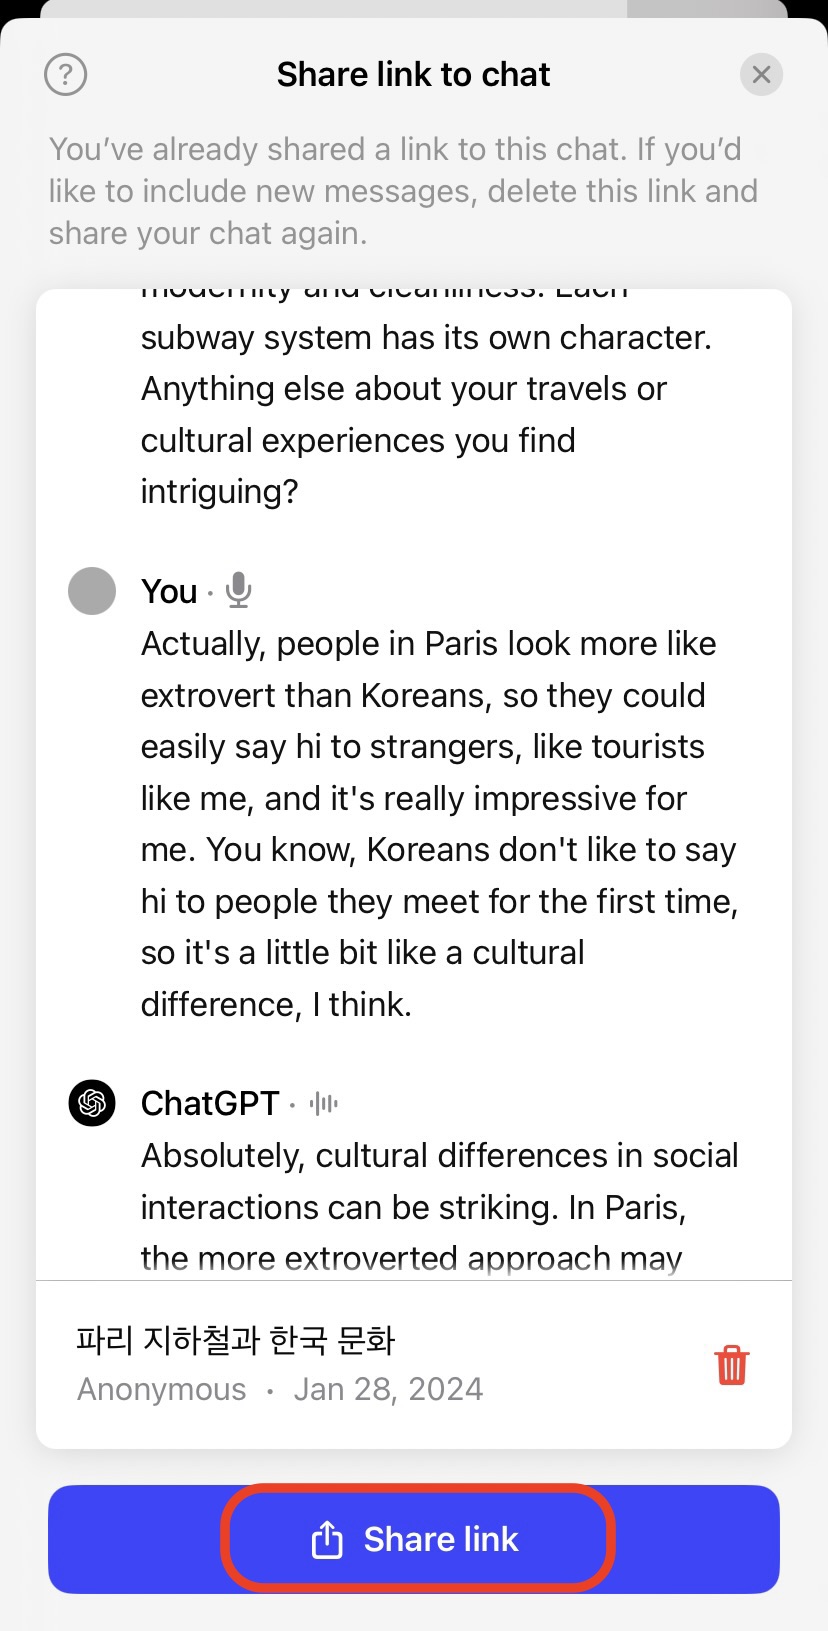 ?
Share link to chat
You’ve already shared a link to this chat. If you’d
like to include new messages, delete this link and
share your chat again.
modernity and cleanliness. Each
subway system has its own character.
Anything else about your travels or
cultural experiences you find
intriguing?
You ·
Actually, people in Paris look more like
extrovert than Koreans, so they could
easily say hi to strangers, like tourists
like me, and it's really impressive for
me. You know, Koreans don't like to say
hi to people they meet for the first time,
so it's a little bit like a cultural
difference, I think.
ChatGPT ·
Absolutely, cultural differences in social
interactions can be striking. In Paris,
the more extroverted approach may
파리 지하철과 한국 문화
Anonymous · Jan 28, 2024
Share link